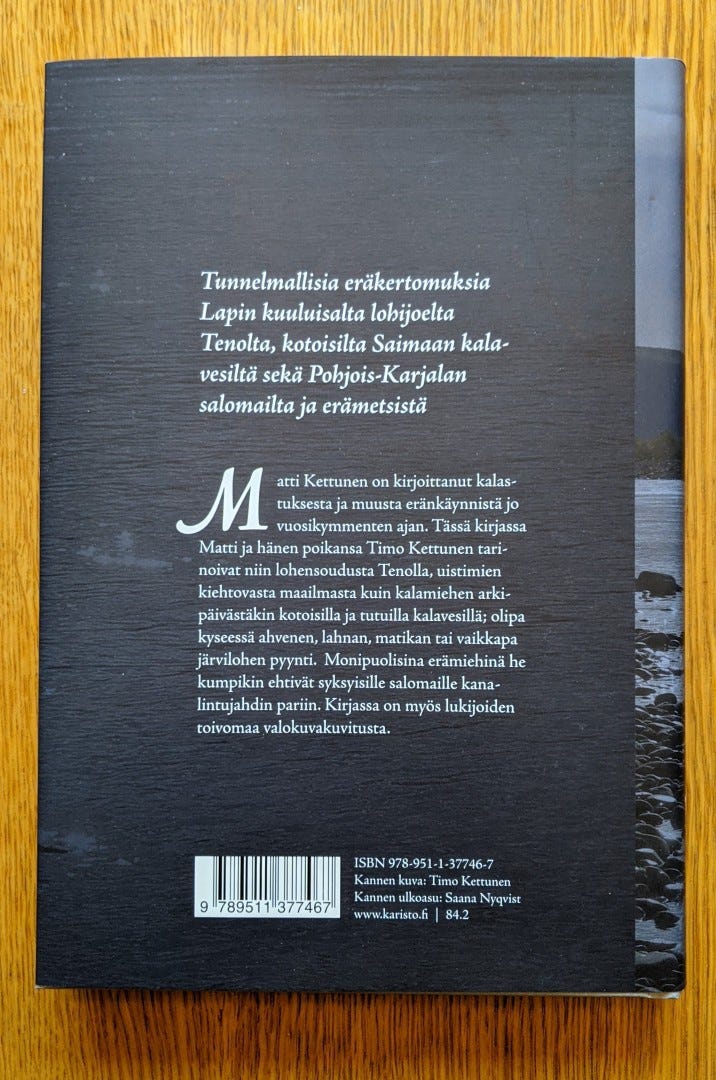 Tunnelmallisia eräkertomuksia
Lapin kuuluisalta lohijoelta
Tenolta, kotoisilta Saimaan kala-
vesiltä sekä Pohjois-Karjalan
salomailta ja erämetsistä
Matti Kettunen on kirjoittanut kalas-
tuksesta ja muusta eränkäynnistä jo
vuosikymmenten ajan. Tässä kirjassa
Matti ja hänen poikansa Timo Kettunen tari-
noivat niin lohensoudusta Tenolla, uistimien
kiehtovasta maailmasta kuin kalamiehen arki-
päivästäkin kotoisilla ja tutuilla kalavesillä; olipa
kyseessä ahvenen, lahnan, matikan tai vaikkapa
järvilohen pyynti. Monipuolisina erämiehinä he
kumpikin ehtivät syksyisille salomaille kana-
lintujahdin pariin. Kirjassa on myös lukijoiden
toivomaa valokuvakuvitusta.
ISBN 978-951-1-37746-7
Kannen kuva: Timo Kettunen
Kannen ulkoasu: Saana Nyqvist
www.karisto.fi | 84.2
9 789511 377467